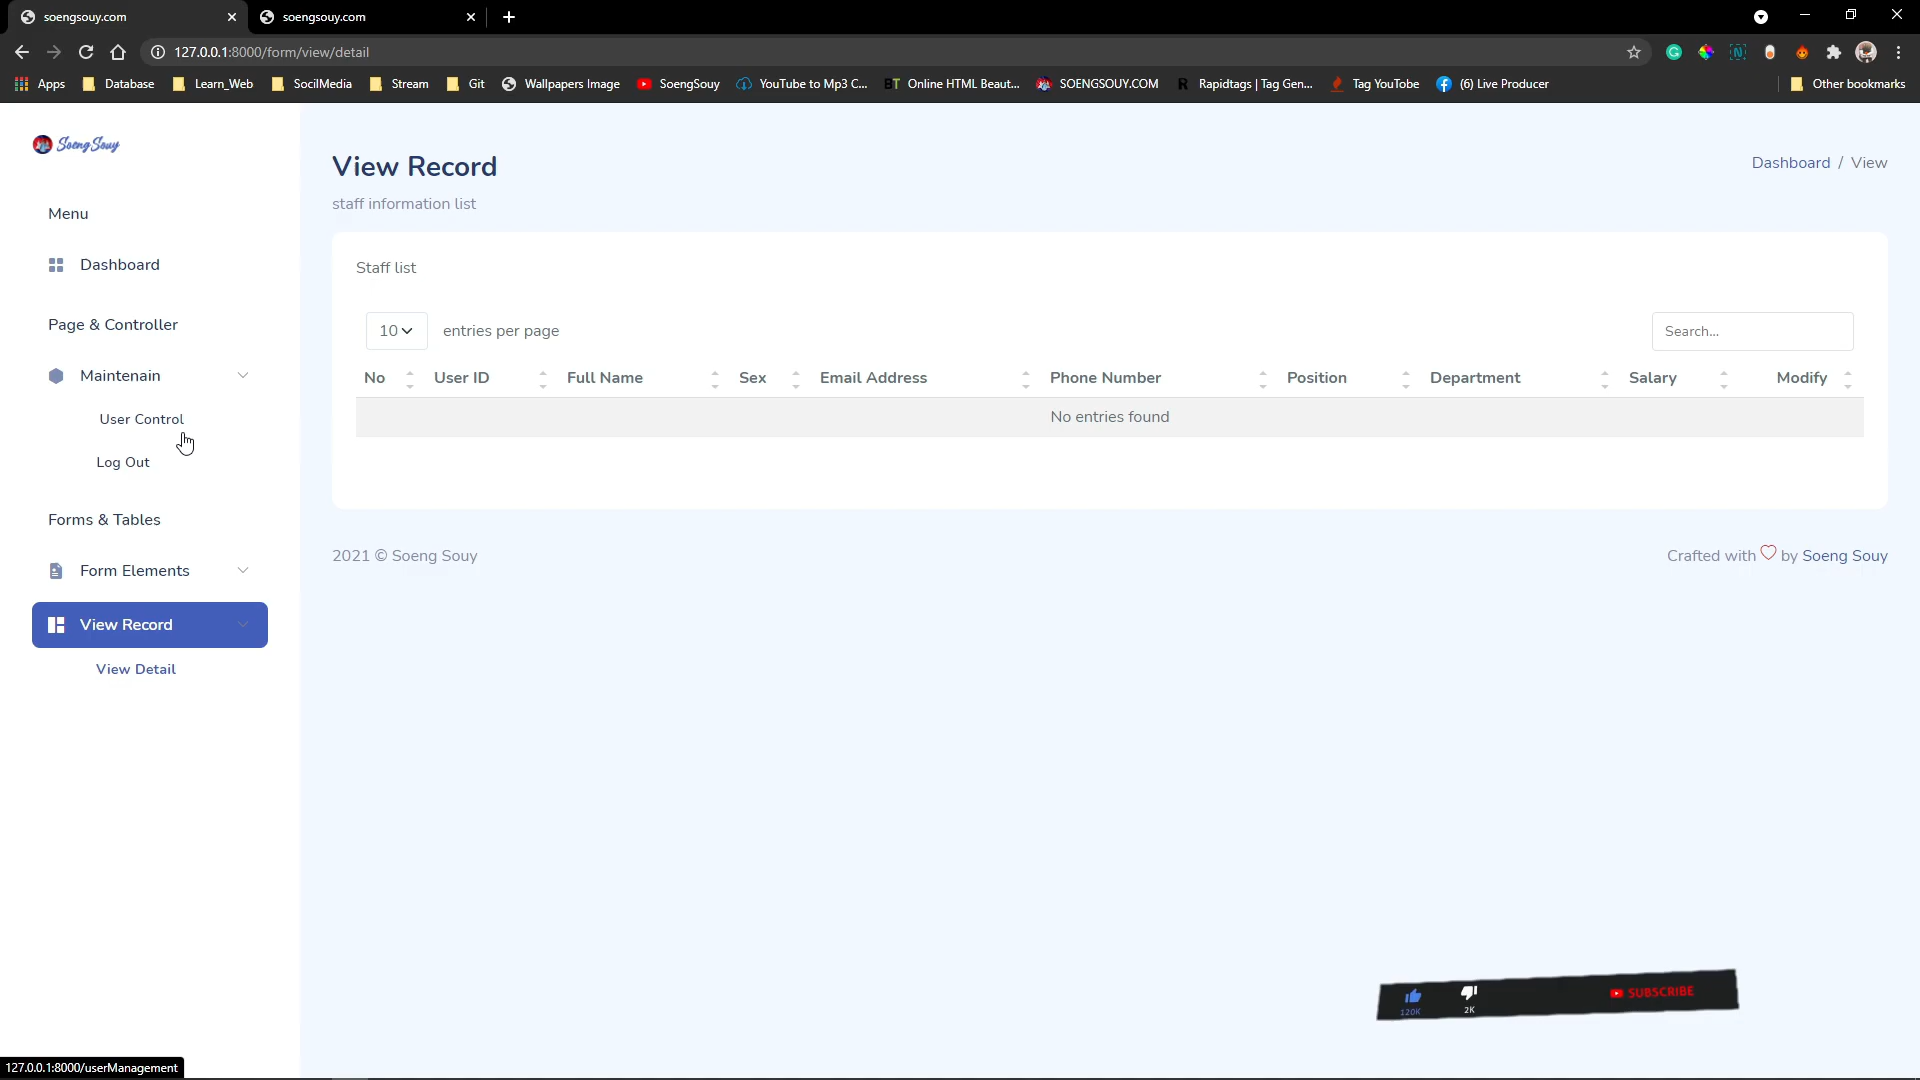 soengsouy.com
soengsouy.com
127.0.0.1:8000/form/view/detail
Apps
Database
Learn_Web
SocilMedia
Stream
Git
Wallpapers Image
SoengSouy
YouTube to Mp3 C...
BT Online HTML Beaut...
SOENGSOUY.COM
R Rapidtags | Tag Gen...
Tag YouTube
(6) Live Producer
Other bookmarks
Soeng Souy
View Record
Dashboard / View
staff information list
Menu
Dashboard
Page & Controller
Maintenain
User Control
Log Out
Forms & Tables
Form Elements
View Record
View Detail
Staff list
10 entries per page
Search...
No User ID Full Name Sex Email Address Phone Number Position Department Salary Modify
No entries found
2021 © Soeng Souy
Crafted with by Soeng Souy
120K
2K
SUBSCRIBE
127.0.0.1:8000/userManagement